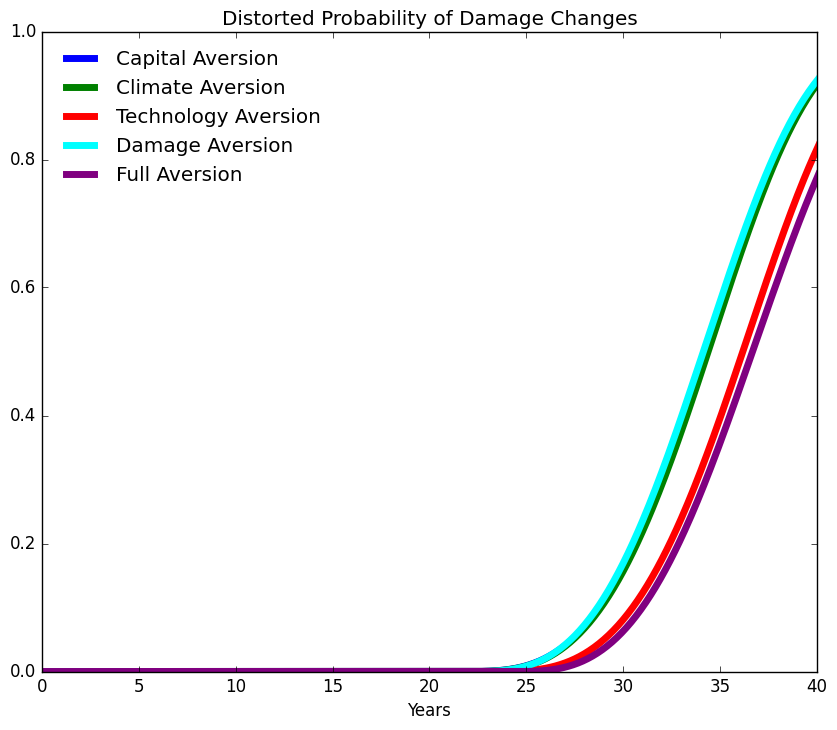 Distorted Probability of Damage Changes
1.0
Capital Aversion
Climate Aversion
Technology Aversion
Damage Aversion
Full Aversion
0.8
0.6
0.4
0.2
0.0
0 5 10 15 20 25 30 35 40
Years